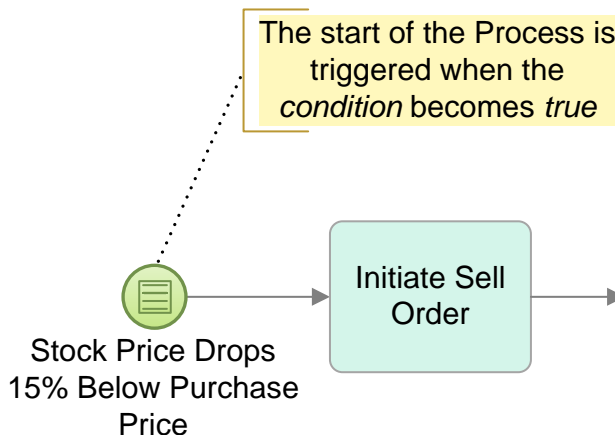 The start of the Process is
triggered when the
condition becomes true
Initiate Sell
Order
Stock Price Drops
15% Below Purchase
Price